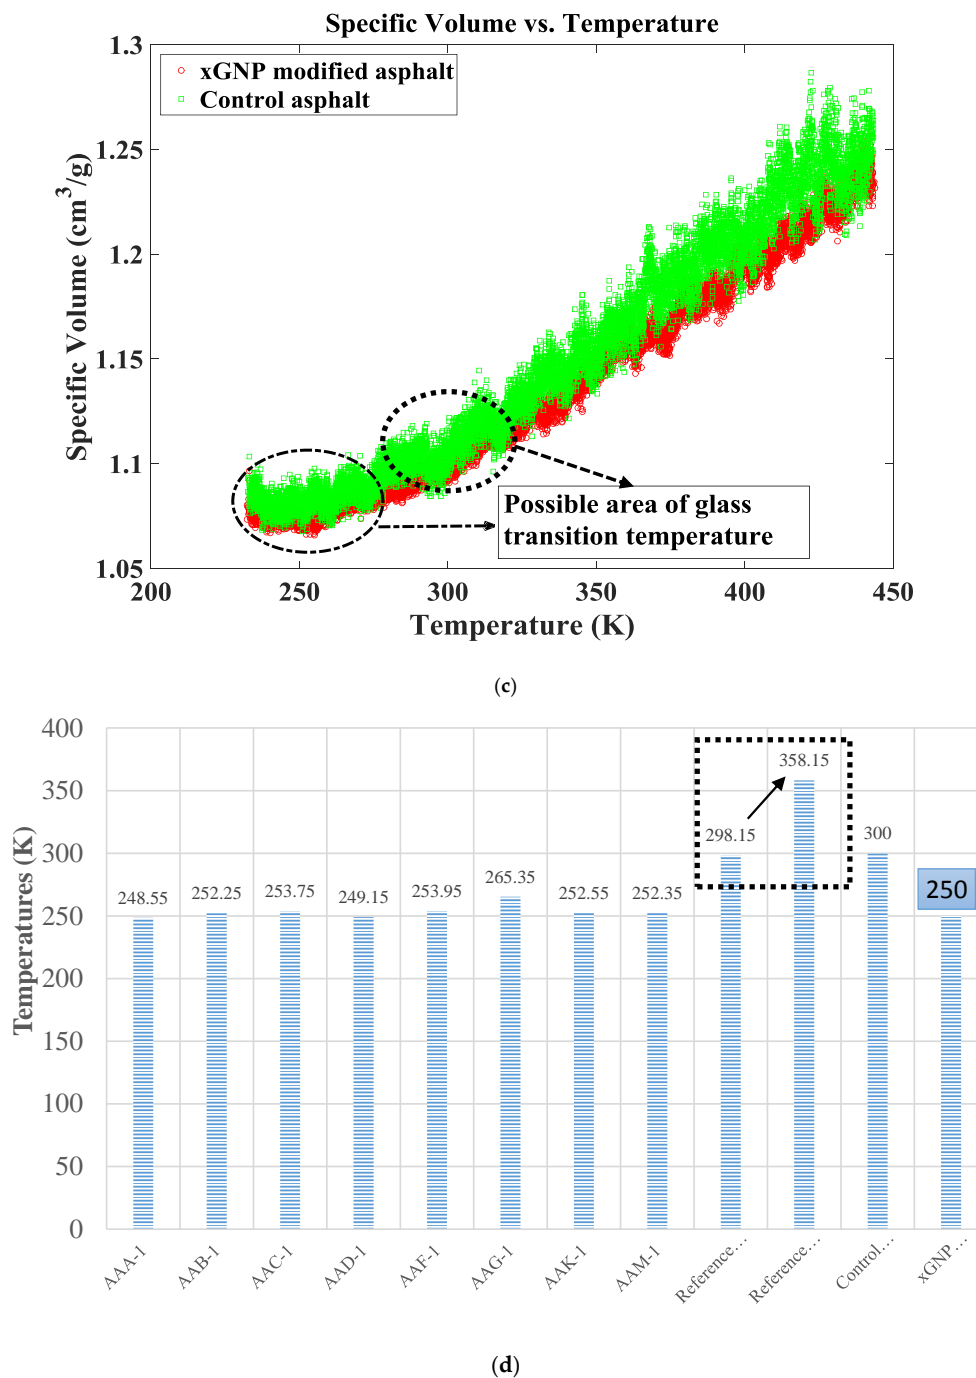 Specific Volume vs. Temperature
1.3
xGNP modified asphalt
Control asphalt
1.25
1.2
1.15
1.1
1.05
Specific Volume (cm³/g)
Possible area of glass
transition temperature
200 250 300 350 400 450
Temperature (K)
(c)
400
350
300
250
200
150
100
50
0
Temperatures (K)
248.55 252.25 253.75 249.15 253.95 265.35 252.55 252.35 298.15 358.15 300 250
AAA-1 AAB-1 AAC-1 AAD-1 AAF-1 AAG-1 AAK-1 AAM-1 Reference… Reference… Control… xGNP…
(d)